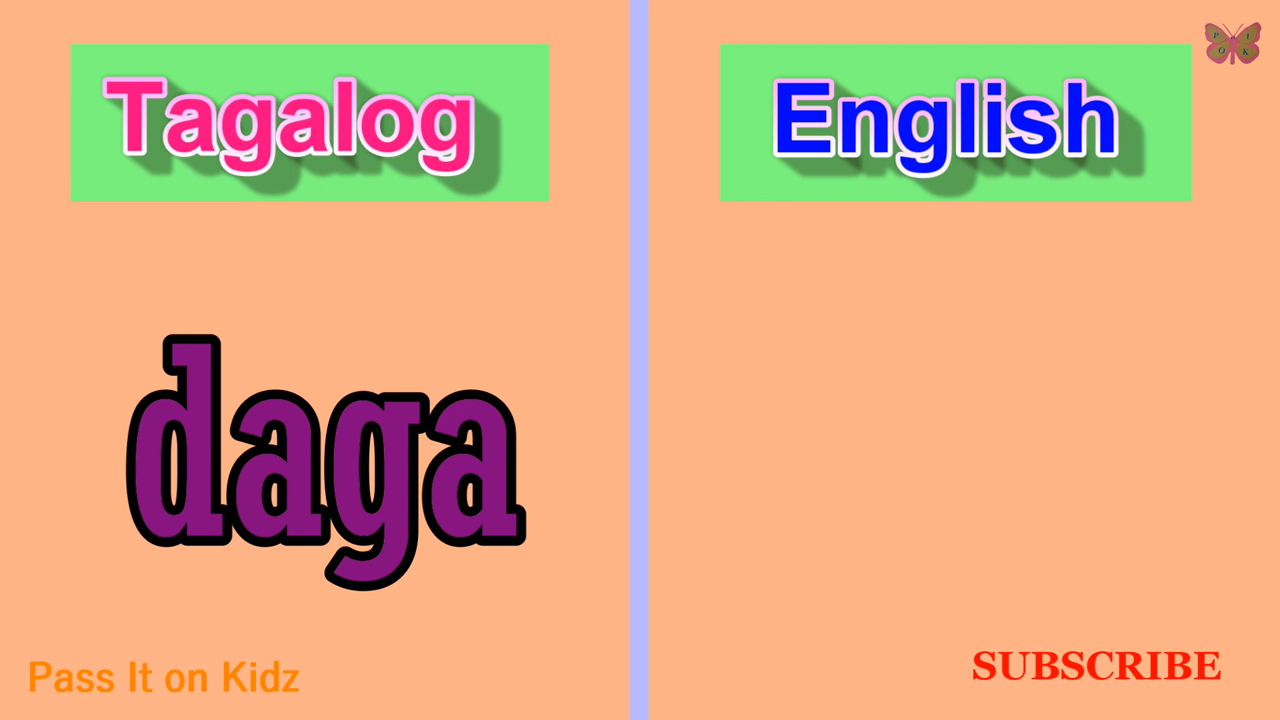 Tagalog
English
daga
Pass It on Kidz
SUBSCRIBE
P I
O K